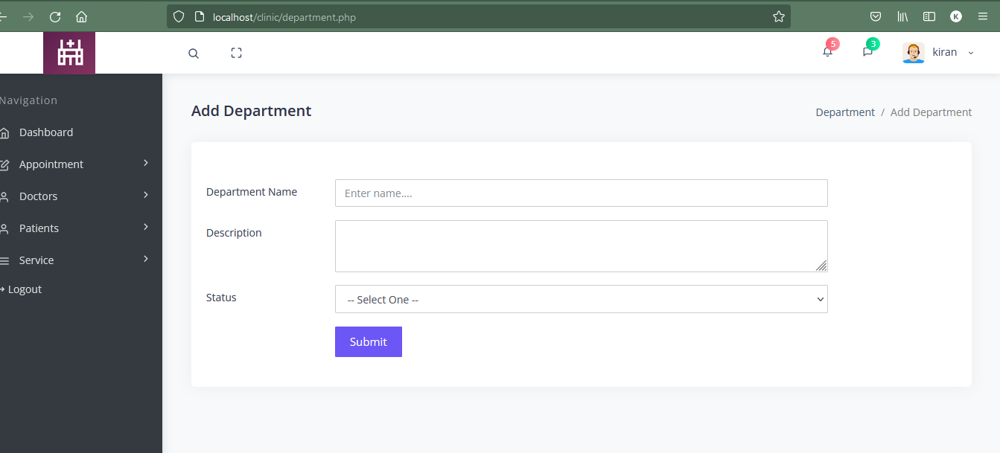 localhost/clinic/department.php
K
5
3
kiran
Navigation
Dashboard
Appointment
Doctors
Patients
Service
Logout
Add Department
Department / Add Department
Department Name
Enter name....
Description
Status
-- Select One --
Submit